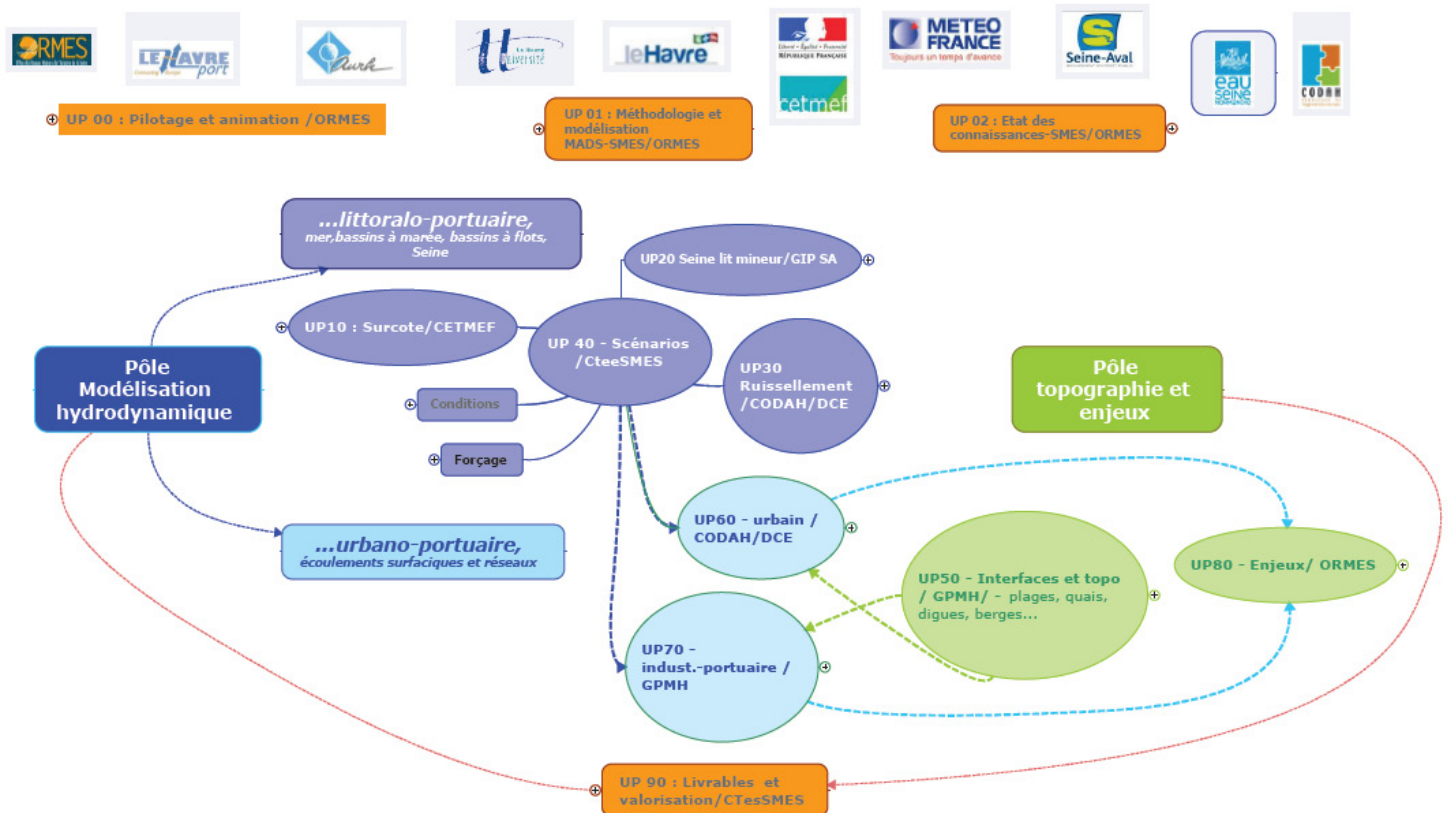 ORMES
LE HAVRE
port
aurh
Le Havre
Université
leHavre
Liberté • Égalité • Fraternité
RÉPUBLIQUE FRANÇAISE
cetmef
METEO
FRANCE
Toujours un temps d'avance
Seine-Aval
eau
SEINE
NORMANDIE
CODAH
UP 00 : Pilotage et animation /ORMES
UP 01 : Méthodologie et
modélisation
MADS-SMES/ORMES
UP 02 : Etat des
connaissances-SMES/ORMES
...littoralo-portuaire,
mer,bassins à marée, bassins à flots,
Seine
UP20 Seine lit mineur/GIP SA
UP10 : Surcote/CETMEF
UP 40 - Scénarios
/CteeSMES
UP30
Ruissellement
/CODAH/DCE
Pôle
Modélisation
hydrodynamique
Pôle
topographie et
enjeux
Conditions
Forçage
UP60 - urbain /
CODAH/DCE
...urbano-portuaire,
écoulements surfaciques et réseaux
UP50 - Interfaces et topo
/ GPMH/ - plages, quais,
digues, berges...
UP80 - Enjeux/ ORMES
UP70 -
indust.-portuaire /
GPMH
UP 90 : Livrables et
valorisation/CTesSMES